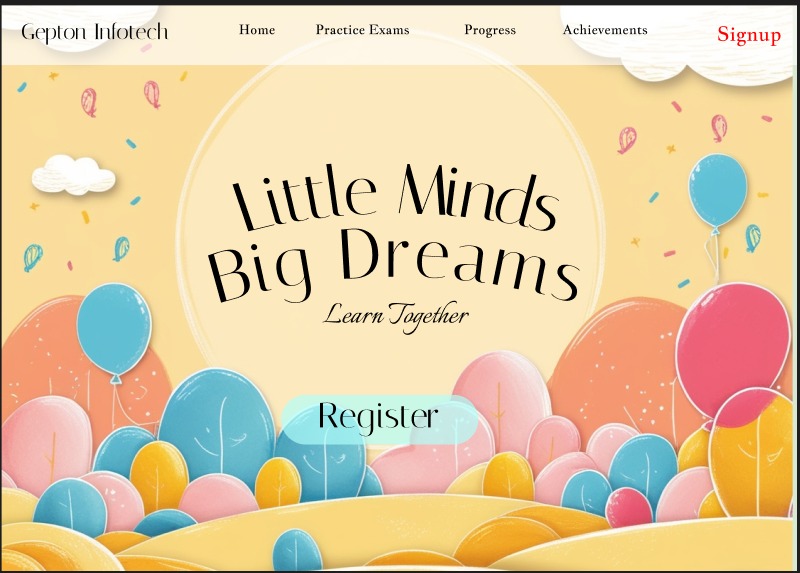 Gepton Infotech Home Practice Exams Progress Achievements Signup
Little Minds
Big Dreams
Learn Together
Register